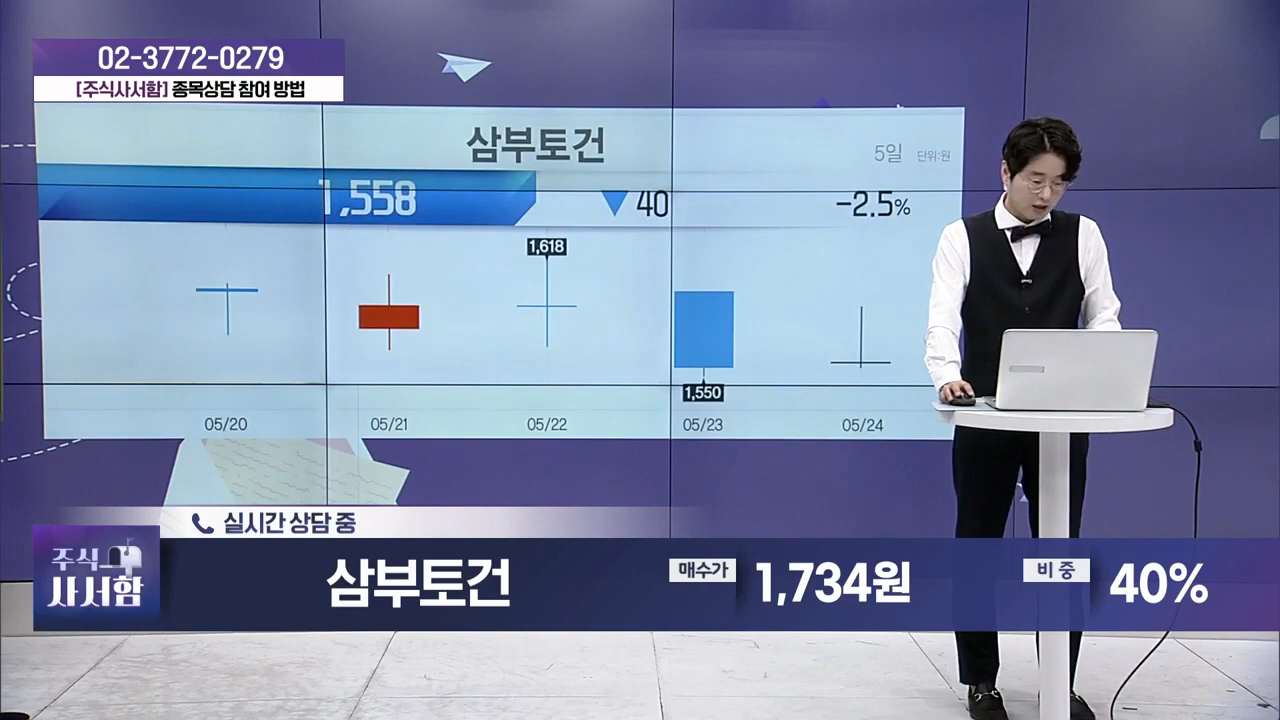 02-3772-0279
[주식사서함] 종목상담 참여 방법
삼부토건
5일 단위:원
1,558 ▼40 -2.5%
1,618
1,550
05/20 05/21 05/22 05/23 05/24
실시간 상담 중
주식
사서함
삼부토건 매수가 1,734원 비중 40%